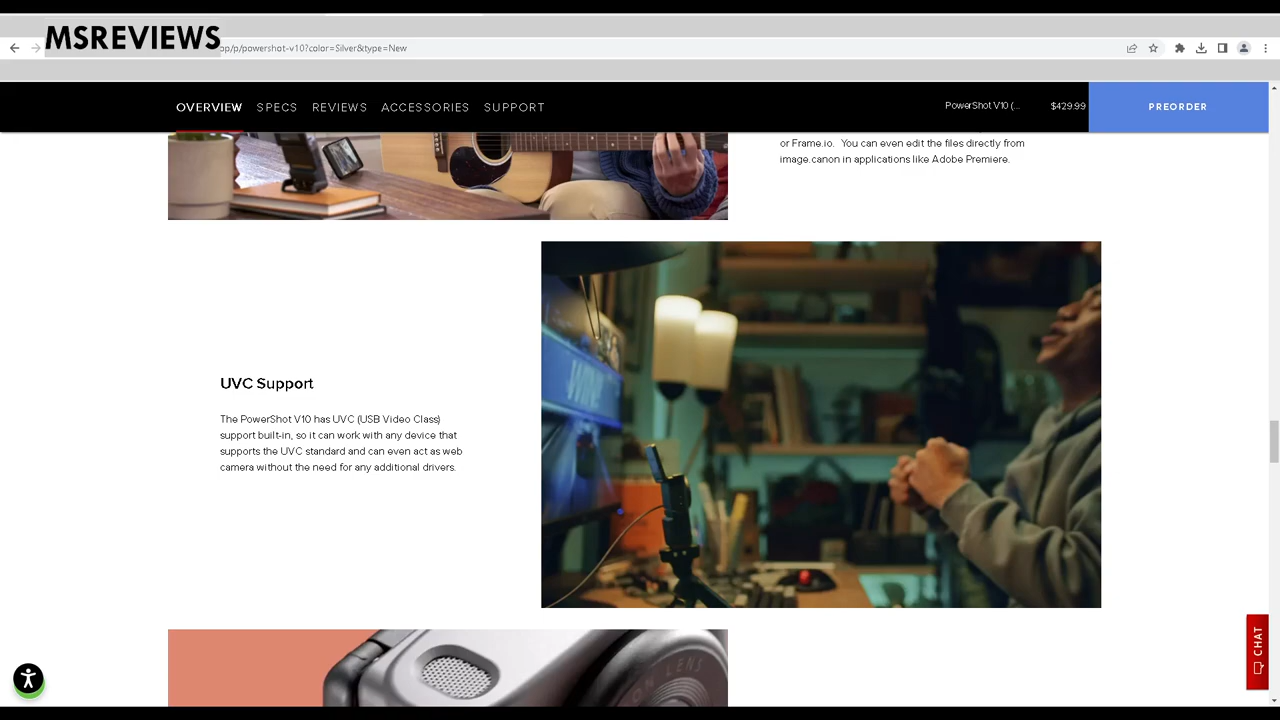 MSREVIEWS
op/p/powershot-v10?color=Silver&type=New
OVERVIEW SPECS REVIEWS ACCESSORIES SUPPORT
PowerShot V10 (... $429.99 PREORDER
or Frame.io. You can even edit the files directly from
image.canon in applications like Adobe Premiere.
UVC Support
The PowerShot V10 has UVC (USB Video Class)
support built-in, so it can work with any device that
supports the UVC standard and can even act as web
camera without the need for any additional drivers.
LENS
CHAT